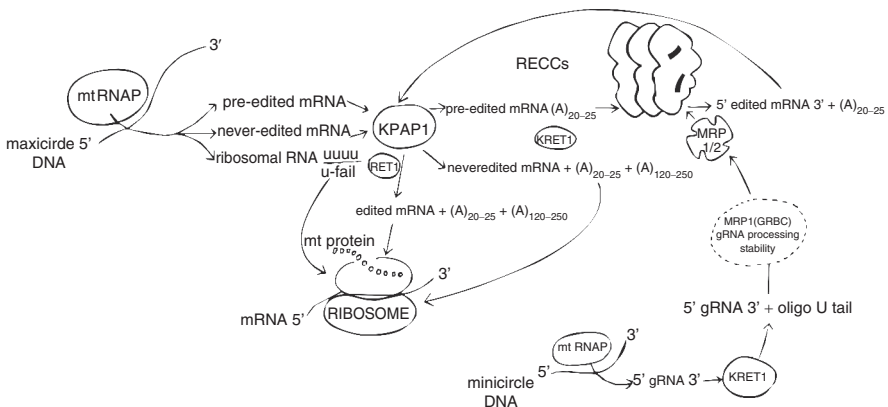 3′
mtRNAP
maxicirde 5′
DNA
pre-edited mRNA
never-edited mRNA
ribosomal RNA uuuu
u-fail
KPAP1
RET1
pre-edited mRNA (A)20–25
KRET1
RECCs
5′ edited mRNA 3′ + (A)20–25
MRP
1/2
neveredited mRNA + (A)20–25 + (A)120–250
edited mRNA + (A)20–25 + (A)120–250
mt protein
3′
mRNA 5′
RIBOSOME
MRP1(GRBC)
gRNA processing
stability
5′ gRNA 3′ + oligo U tail
mt RNAP
3′
5′
minicircle
DNA
5′ gRNA 3′
KRET1